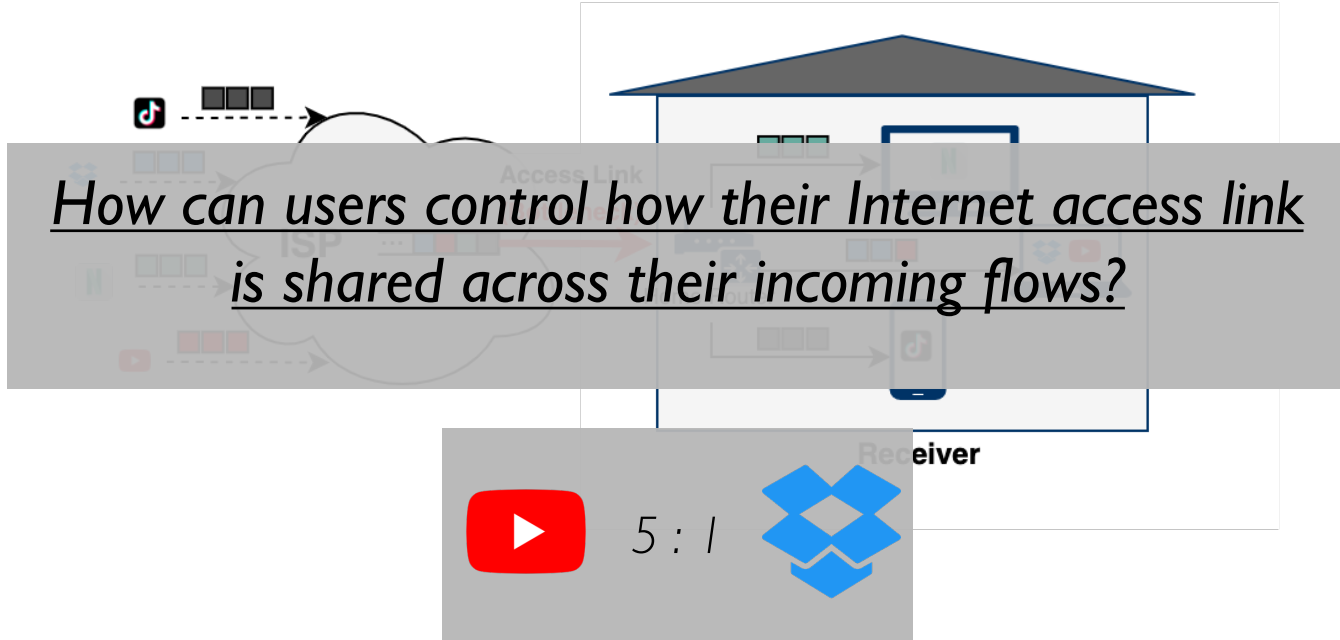 How can users control how their Internet access link
is shared across their incoming flows?
Access Link
ISP
Receiver
5 : 1